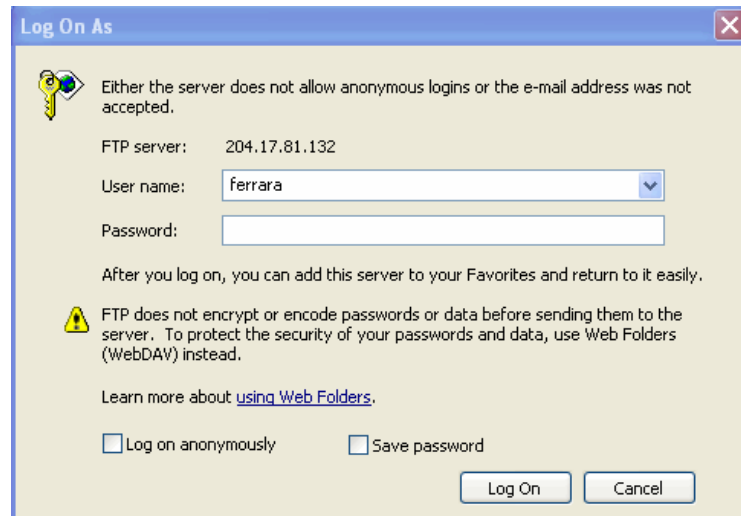 Log On As
Either the server does not allow anonymous logins or the e-mail address was not
accepted.
FTP server: 204.17.81.132
User name: ferrara
Password:
After you log on, you can add this server to your Favorites and return to it easily.
FTP does not encrypt or encode passwords or data before sending them to the
server. To protect the security of your passwords and data, use Web Folders
(WebDAV) instead.
Learn more about using Web Folders.
Log on anonymously Save password
Log On Cancel